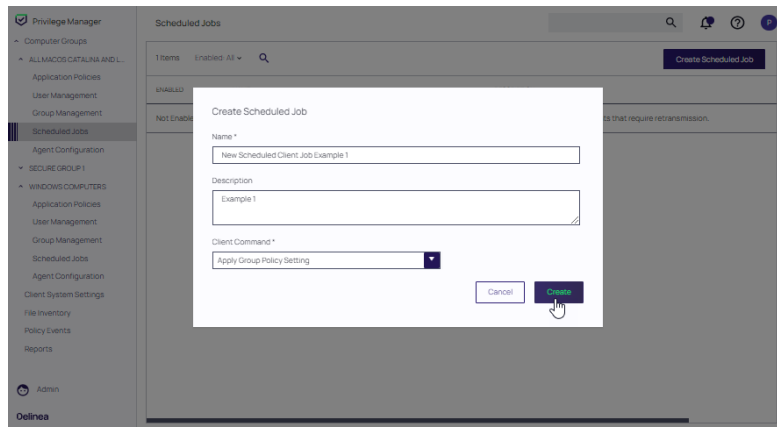 Privilege Manager
Scheduled Jobs
P
Computer Groups
ALL MACOS CATALINA AND L...
1 Items Enabled: All
Create Scheduled Job
Application Policies
User Management
ENABLED
Group Management
Not Enable
ts that require retransmission.
Scheduled Jobs
Agent Configuration
SECURE GROUP 1
WINDOWS COMPUTERS
Application Policies
User Management
Group Management
Scheduled Jobs
Agent Configuration
Client System Settings
File Inventory
Policy Events
Reports
Admin
Delinea
Create Scheduled Job
Name *
New Scheduled Client Job Example 1
Description
Example 1
Client Command *
Apply Group Policy Setting
Cancel
Create